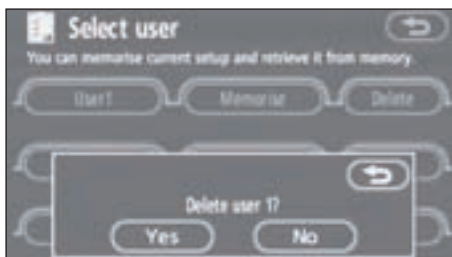 Select user
You can memorise current setup and retrieve it from memory.
User1 Memorise Delete
Delete user 1?
Yes No